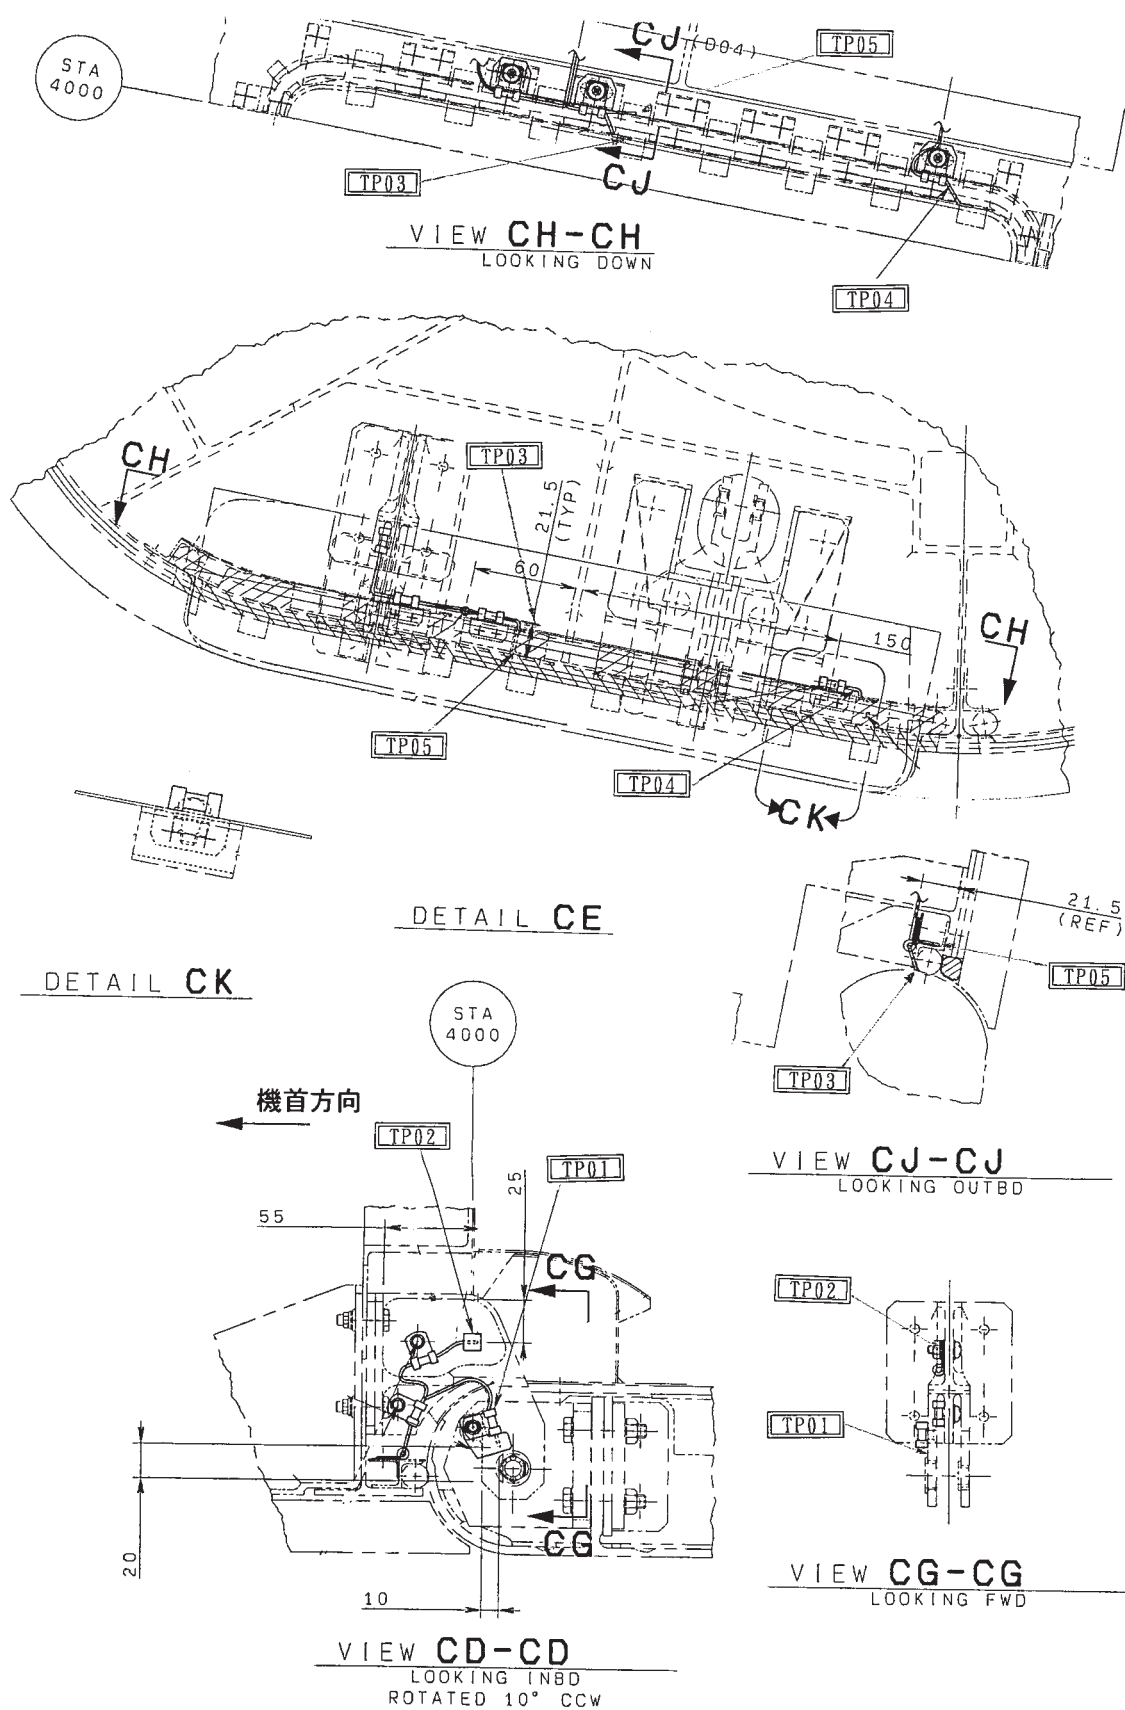 STA
4000
CJ (D04)
TP05
TP03
CJ
VIEW CH-CH
LOOKING DOWN
TP04
CH
TP03
21.5
(TYP)
60
150
CH
TP05
TP04
CK
DETAIL CE
DETAIL CK
21.5
(REF)
TP05
TP03
VIEW CJ-CJ
LOOKING OUTBD
STA
4000
機首方向
TP02
TP01
25
55
CG
20
CG
10
VIEW CD-CD
LOOKING INBD
ROTATED 10° CCW
TP02
TP01
VIEW CG-CG
LOOKING FWD